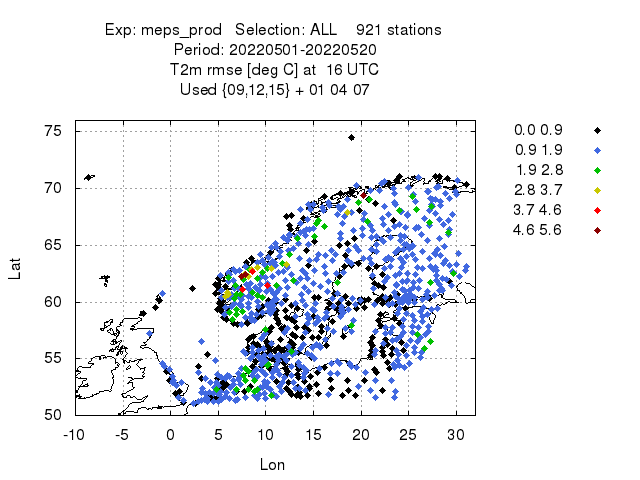 Exp: meps_prod   Selection: ALL    921 stations
Period: 20220501-20220520
T2m rmse [deg C] at  16 UTC
Used {09,12,15} + 01 04 07
75
70
65
60
55
50
Lat
-10 -5 0 5 10 15 20 25 30
Lon
0.0 0.9
0.9 1.9
1.9 2.8
2.8 3.7
3.7 4.6
4.6 5.6